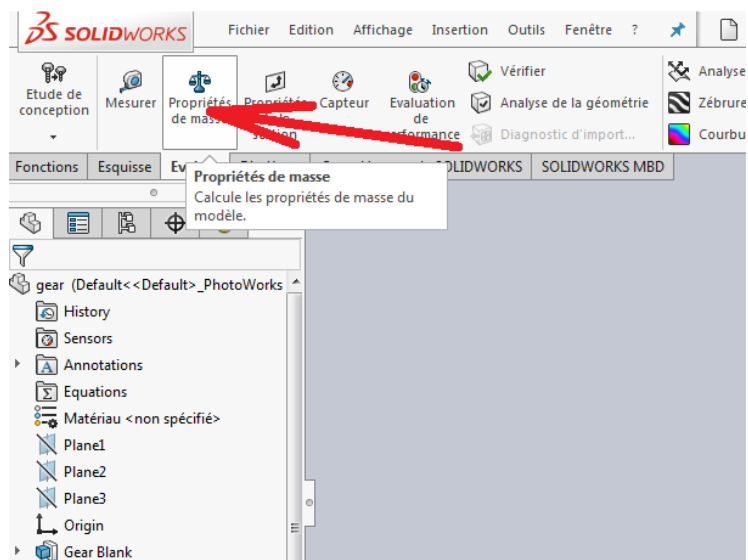 SOLIDWORKS
Fichier Edition Affichage Insertion Outils Fenêtre ?
Etude de
conception
Mesurer
Propriétés
de masse
Capteur
Evaluation
de
performance
Vérifier
Analyse de la géométrie
Diagnostic d'import...
Analyse
Zébrure
Courbu
Fonctions Esquisse SOLIDWORKS SOLIDWORKS MBD
Propriétés de masse
Calcule les propriétés de masse du
modèle.
gear (Default<<Default>_PhotoWorks
History
Sensors
Annotations
Equations
Matériau <non spécifié>
Plane1
Plane2
Plane3
Origin
Gear Blank